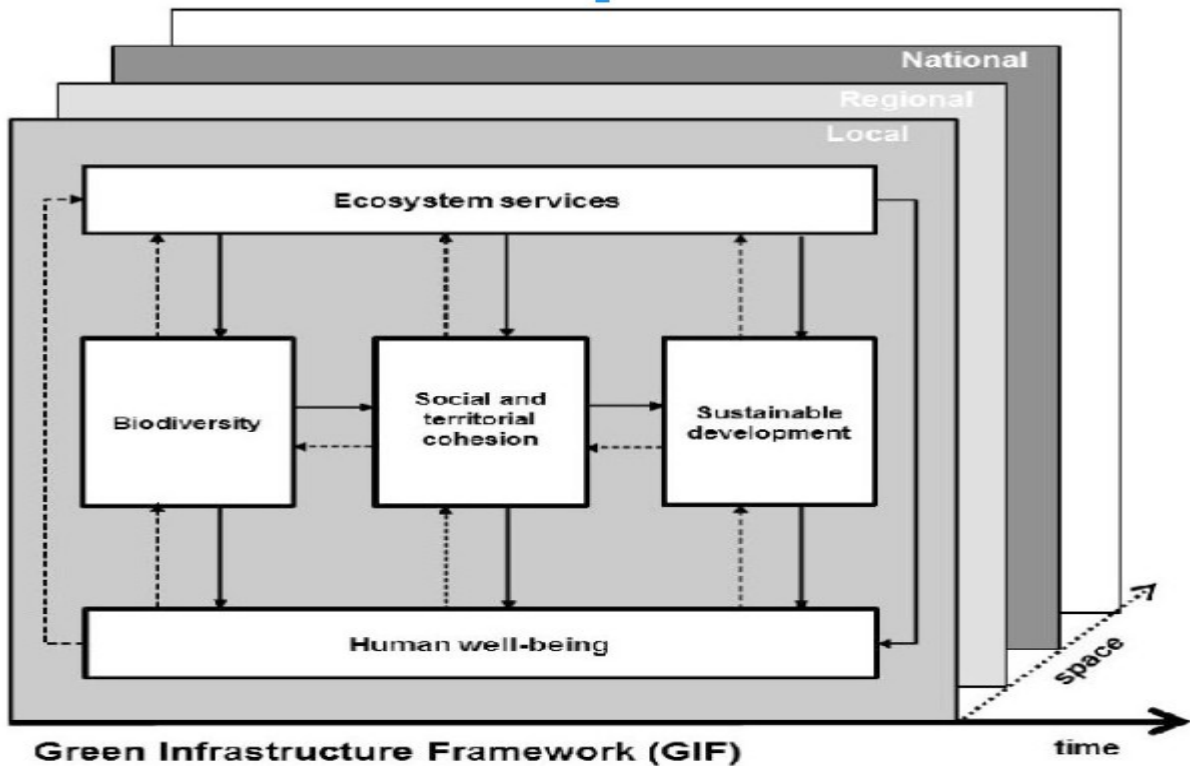 National
Regional
Local
Ecosystem services
Biodiversity
Social and
territorial
cohesion
Sustainable
development
Human well-being
space
time
Green Infrastructure Framework (GIF)